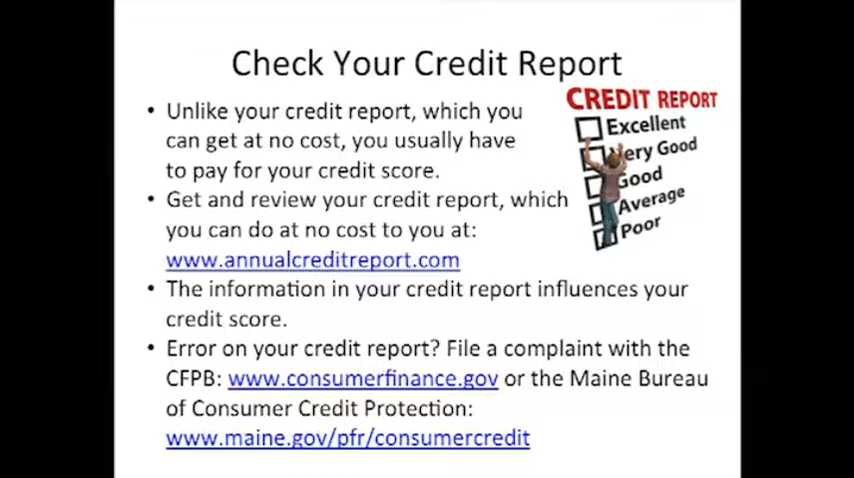 Check Your Credit Report
• Unlike your credit report, which you
can get at no cost, you usually have
to pay for your credit score.
• Get and review your credit report, which
you can do at no cost to you at:
www.annualcreditreport.com
• The information in your credit report influences your
credit score.
• Error on your credit report? File a complaint with the
CFPB: www.consumerfinance.gov or the Maine Bureau
of Consumer Credit Protection:
www.maine.gov/pfr/consumercredit
CREDIT REPORT
Excellent
Very Good
Good
Average
Poor